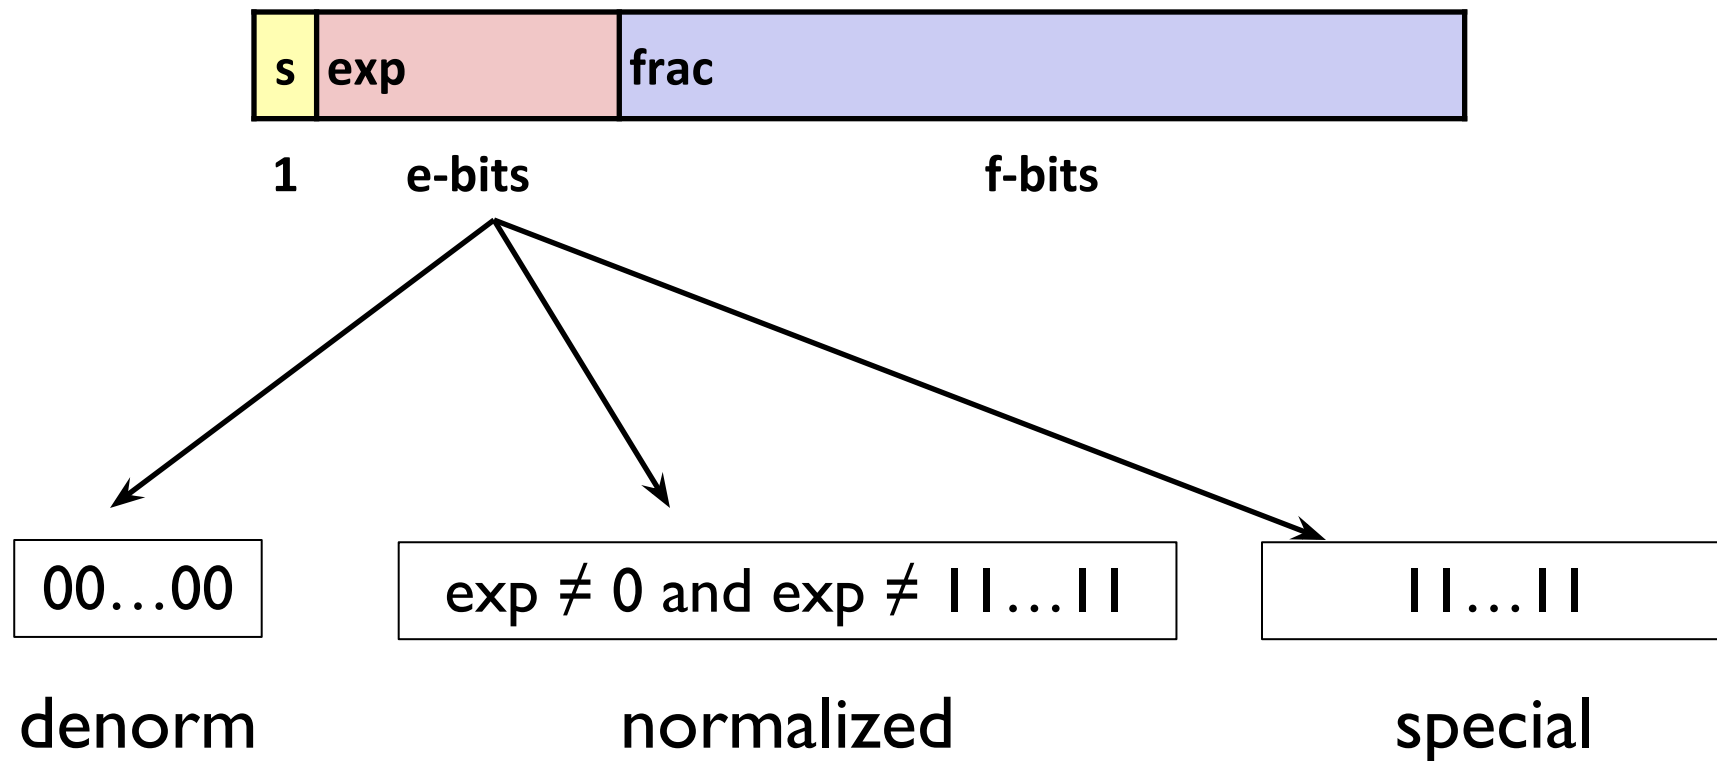 s exp frac
1 e-bits f-bits
00...00 exp ≠ 0 and exp ≠ 11...11 11...11
denorm normalized special